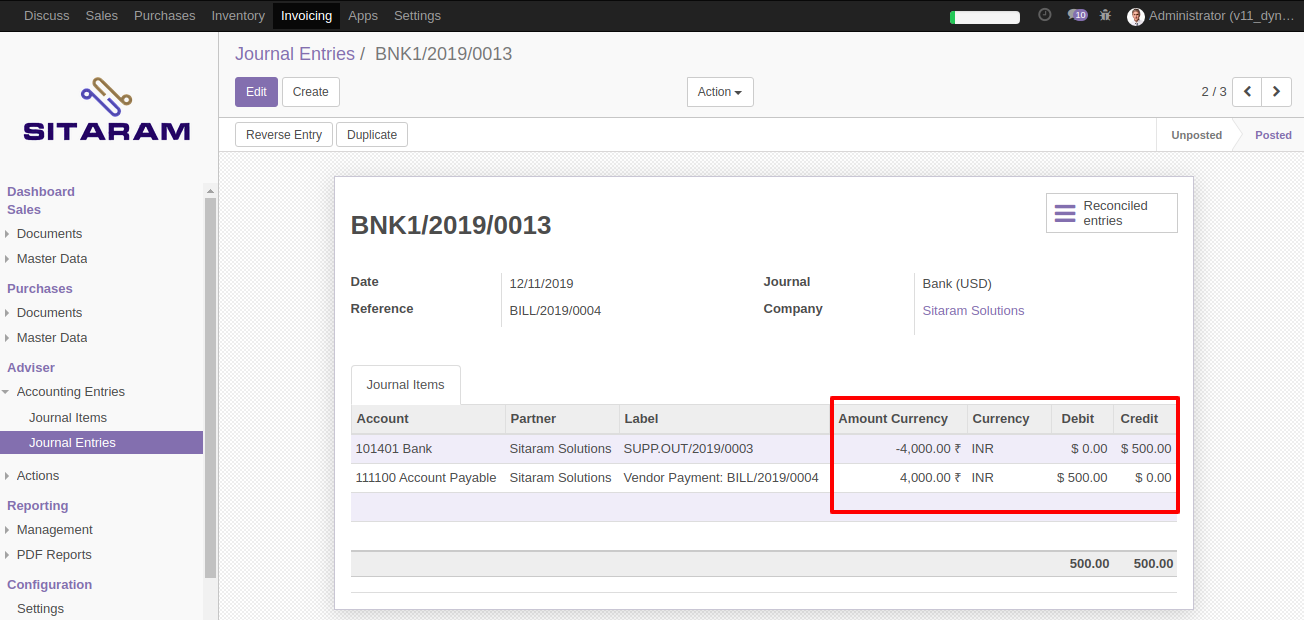 Discuss Sales Purchases Inventory Invoicing Apps Settings 10 Administrator (v11_dyn...
SITARAM
Journal Entries / BNK1/2019/0013
Edit Create Action 2 / 3
Reverse Entry Duplicate Unposted Posted
Dashboard
Sales
Documents
Master Data
Purchases
Documents
Master Data
Adviser
Accounting Entries
Journal Items
Journal Entries
Actions
Reporting
Management
PDF Reports
Configuration
Settings
Reconciled
entries
BNK1/2019/0013
Date 12/11/2019 Journal Bank (USD)
Reference BILL/2019/0004 Company Sitaram Solutions
Journal Items
Account Partner Label Amount Currency Currency Debit Credit
101401 Bank Sitaram Solutions SUPP.OUT/2019/0003 -4,000.00 ₹ INR $ 0.00 $ 500.00
111100 Account Payable Sitaram Solutions Vendor Payment: BILL/2019/0004 4,000.00 ₹ INR $ 500.00 $ 0.00
500.00 500.00